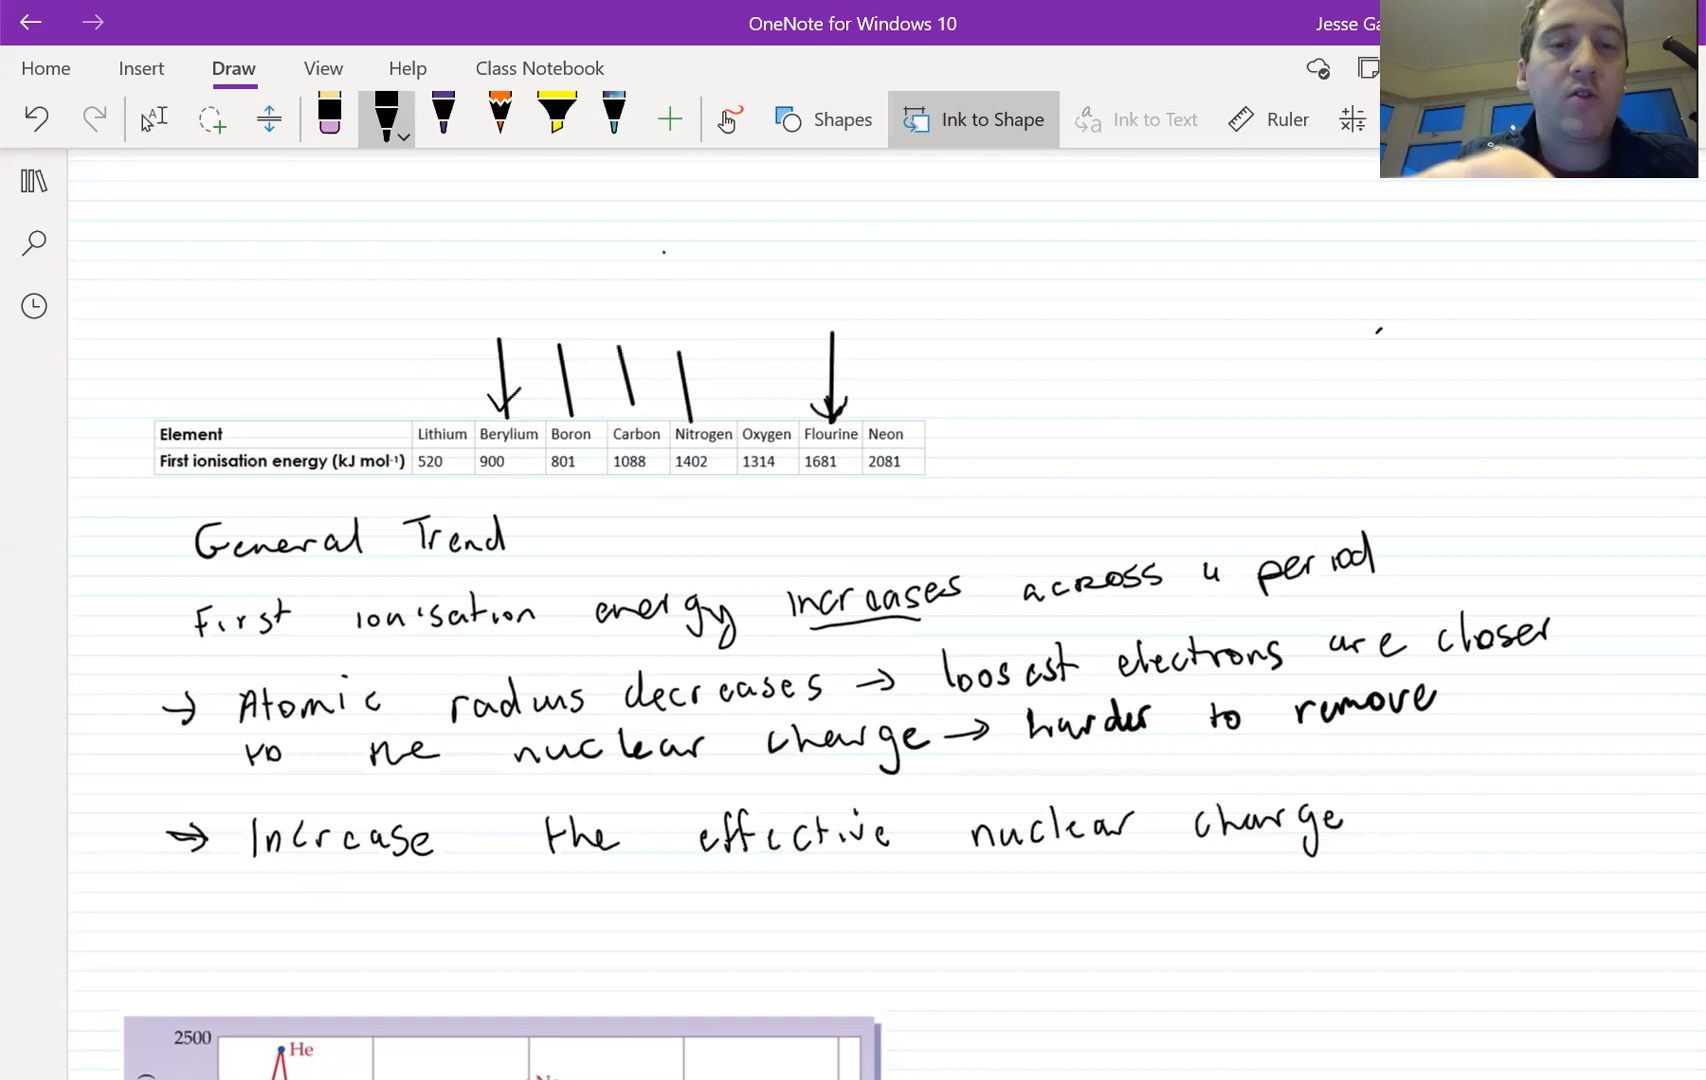 OneNote for Windows 10
Jesse Ga
Home Insert Draw View Help Class Notebook
Shapes Ink to Shape Ink to Text Ruler
Element Lithium Berylium Boron Carbon Nitrogen Oxygen Flourine Neon
First ionisation energy (kJ mol⁻¹) 520 900 801 1088 1402 1314 1681 2081
General Trend
First ionisation energy increases across a period
→ Atomic radius decreases → loosest electrons are closer
to the nuclear charge → harder to remove
→ Increase the effective nuclear charge
2500
He